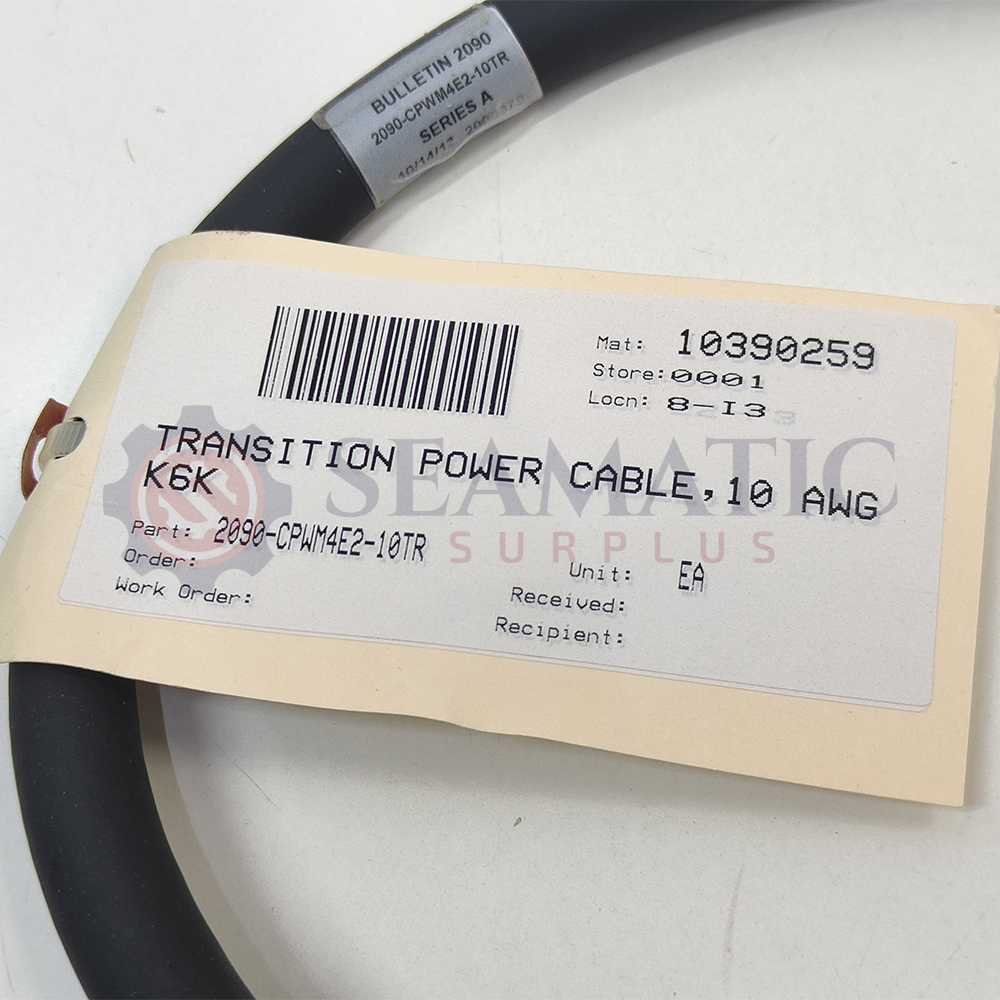 BULLETIN 2090
2090-CPWM4E2-10TR
SERIES A
Mat: 10390259
Store: 0001
Locn: 8-I3
TRANSITION POWER CABLE, 10 AWG
K6K
Part: 2090-CPWM4E2-10TR
Order:
Unit: EA
Work Order:
Received:
Recipient:
SEAMATIC
SURPLUS